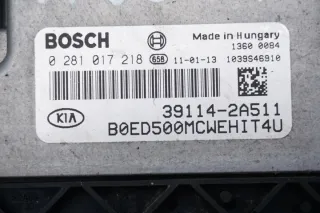 BOSCH Made in Hungary
1360 0084
0 281 017 218 658 11-01-13 1039S46910
KIA 39114-2A511
B0ED500MCWEHIT4U